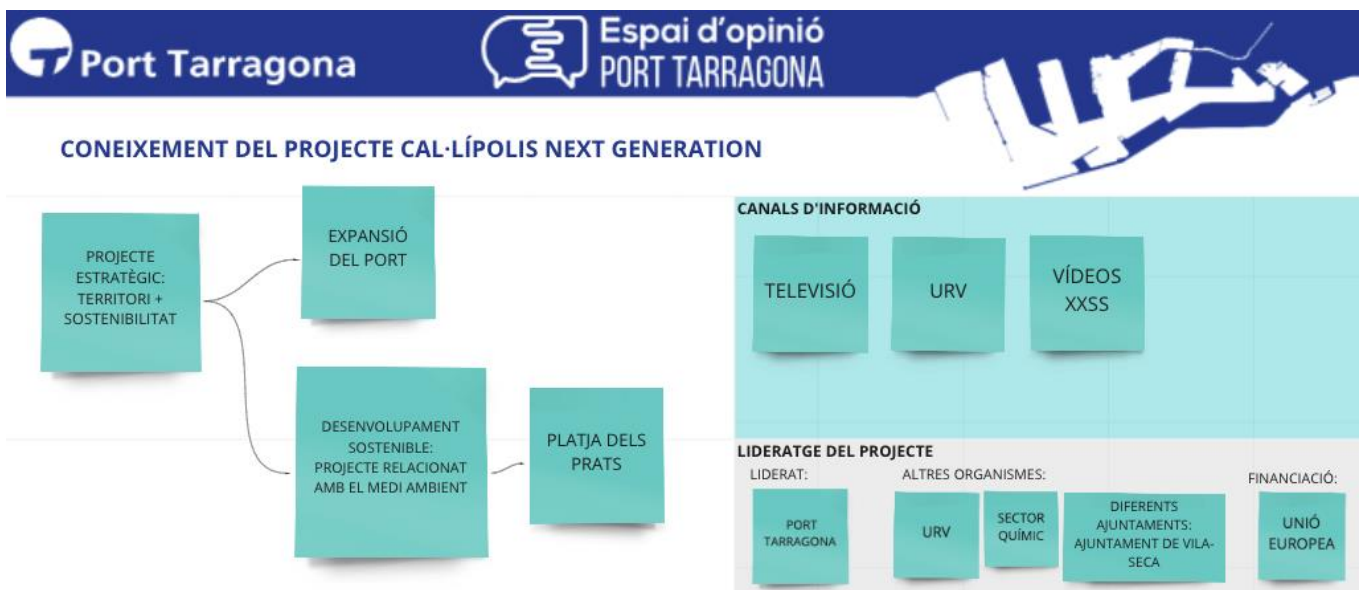 Port Tarragona
Espai d'opinió
PORT TARRAGONA
CONEIXEMENT DEL PROJECTE CAL·LÍPOLIS NEXT GENERATION
PROJECTE
ESTRATÈGIC:
TERRITORI +
SOSTENIBILITAT
EXPANSIÓ
DEL PORT
DESENVOLUPAMENT
SOSTENIBLE:
PROJECTE RELACIONAT
AMB EL MEDI AMBIENT
PLATJA DELS
PRATS
CANALS D'INFORMACIÓ
TELEVISIÓ
URV
VÍDEOS
XXSS
LIDERATGE DEL PROJECTE
LIDERAT:
PORT
TARRAGONA
ALTRES ORGANISMES:
URV
SECTOR
QUÍMIC
DIFERENTS
AJUNTAMENTS:
AJUNTAMENT DE VILA-
SECA
FINANCIACIÓ:
UNIÓ
EUROPEA